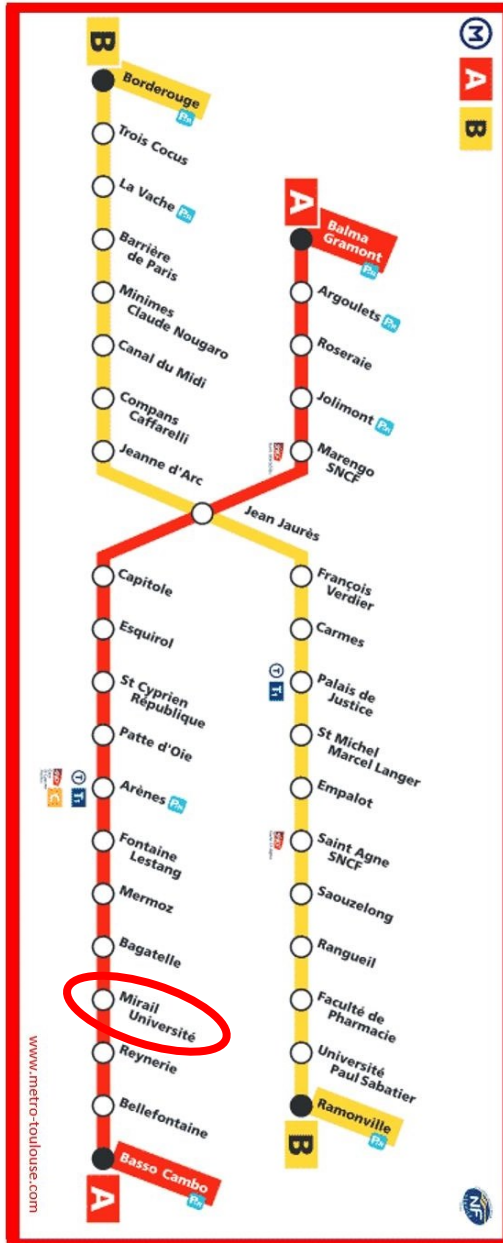 M
A
B
B
Borderouge
P+R
Trois Cocus
La Vache P+R
Barrière
de Paris
Minimes
Claude Nougaro
Canal du Midi
Compans
Caffarelli
Jeanne d'Arc
A
Balma
Gramont
P+R
Argoulets P+R
Roseraie
Jolimont P+R
Marengo
SNCF
Jean Jaurès
Capitole
Esquirol
St Cyprien
République
Patte d'Oie
Arènes P+R
T T1
C
Fontaine
Lestang
Mermoz
Bagatelle
Mirail
Université
Reynerie
Bellefontaine
Basso Cambo
P+R
A
François
Verdier
Carmes
Palais de
Justice
T T1
St Michel
Marcel Langer
Empalot
Saint Agne
SNCF
Saouzelong
Rangueil
Faculté de
Pharmacie
Université
Paul Sabatier
Ramonville
P+R
B
www.metro-toulouse.com
NF